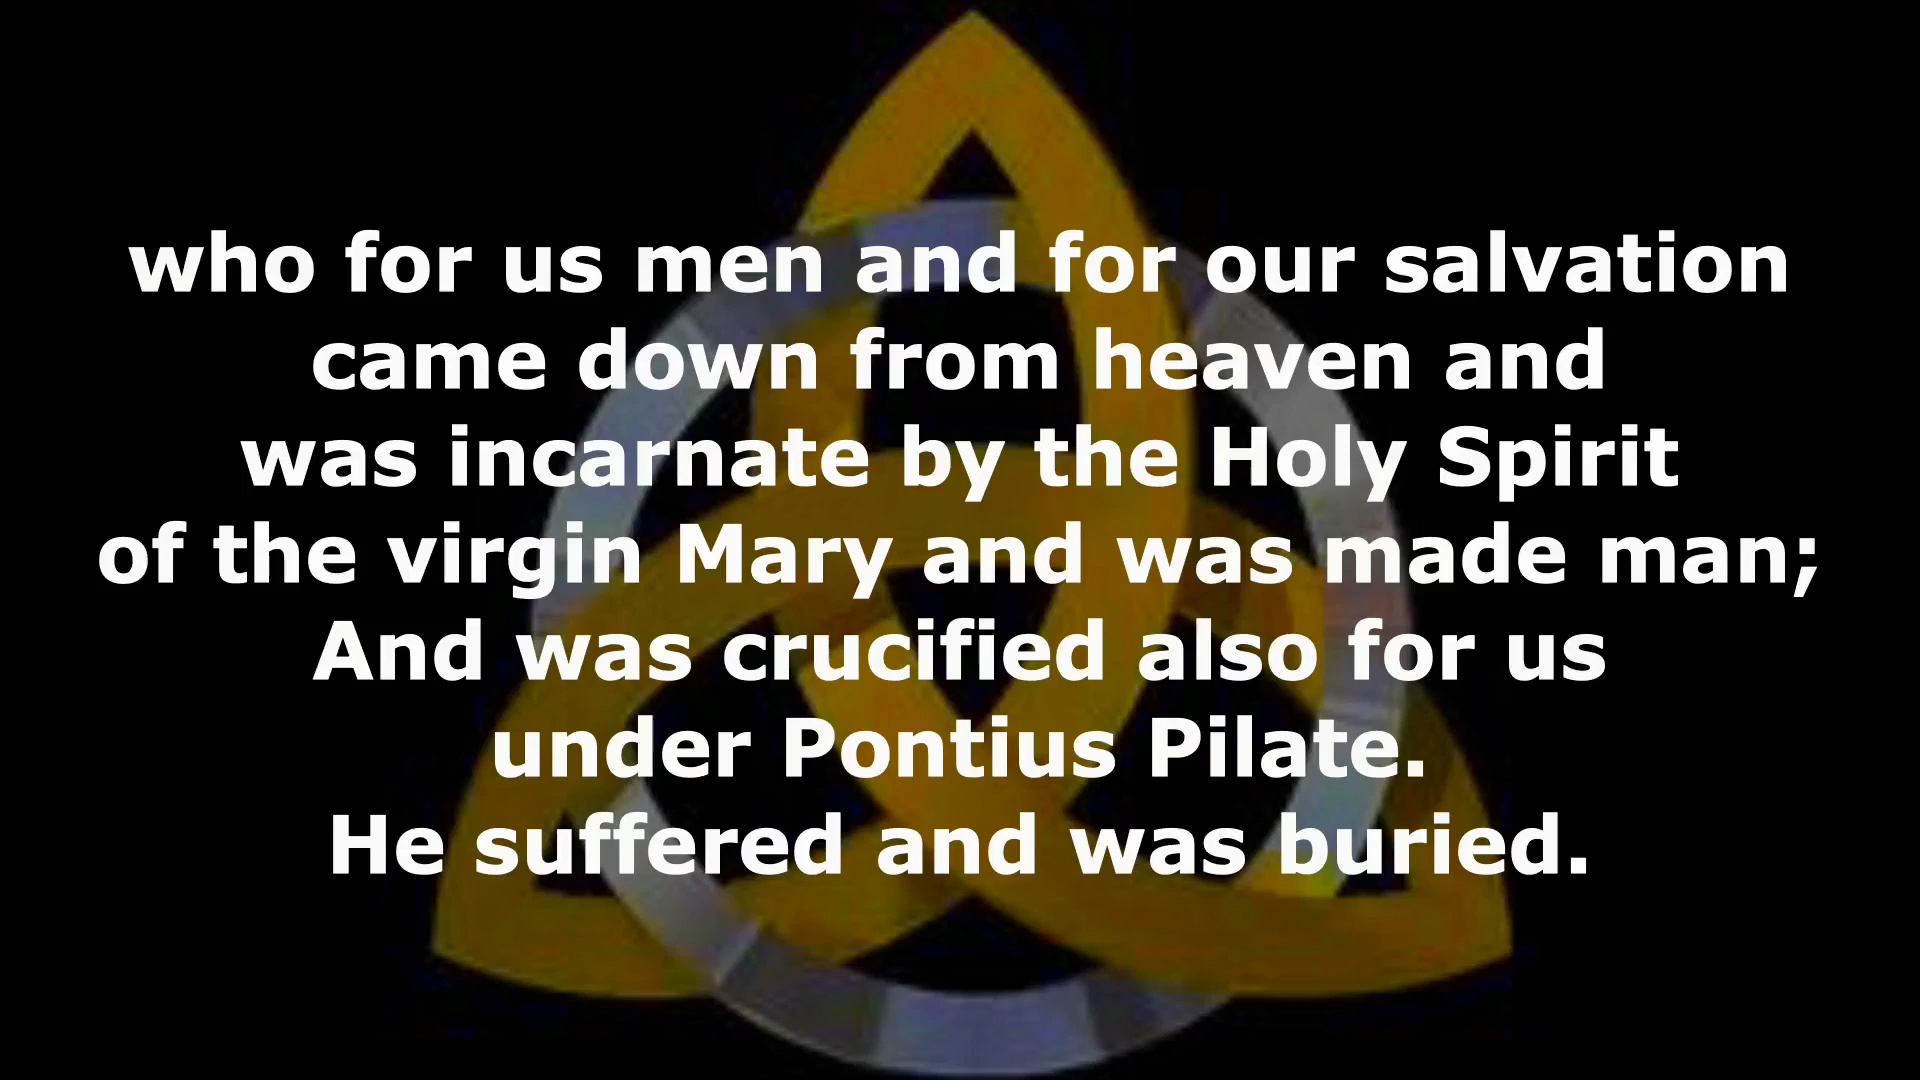 who for us men and for our salvation
came down from heaven and
was incarnate by the Holy Spirit
of the virgin Mary and was made man;
And was crucified also for us
under Pontius Pilate.
He suffered and was buried.